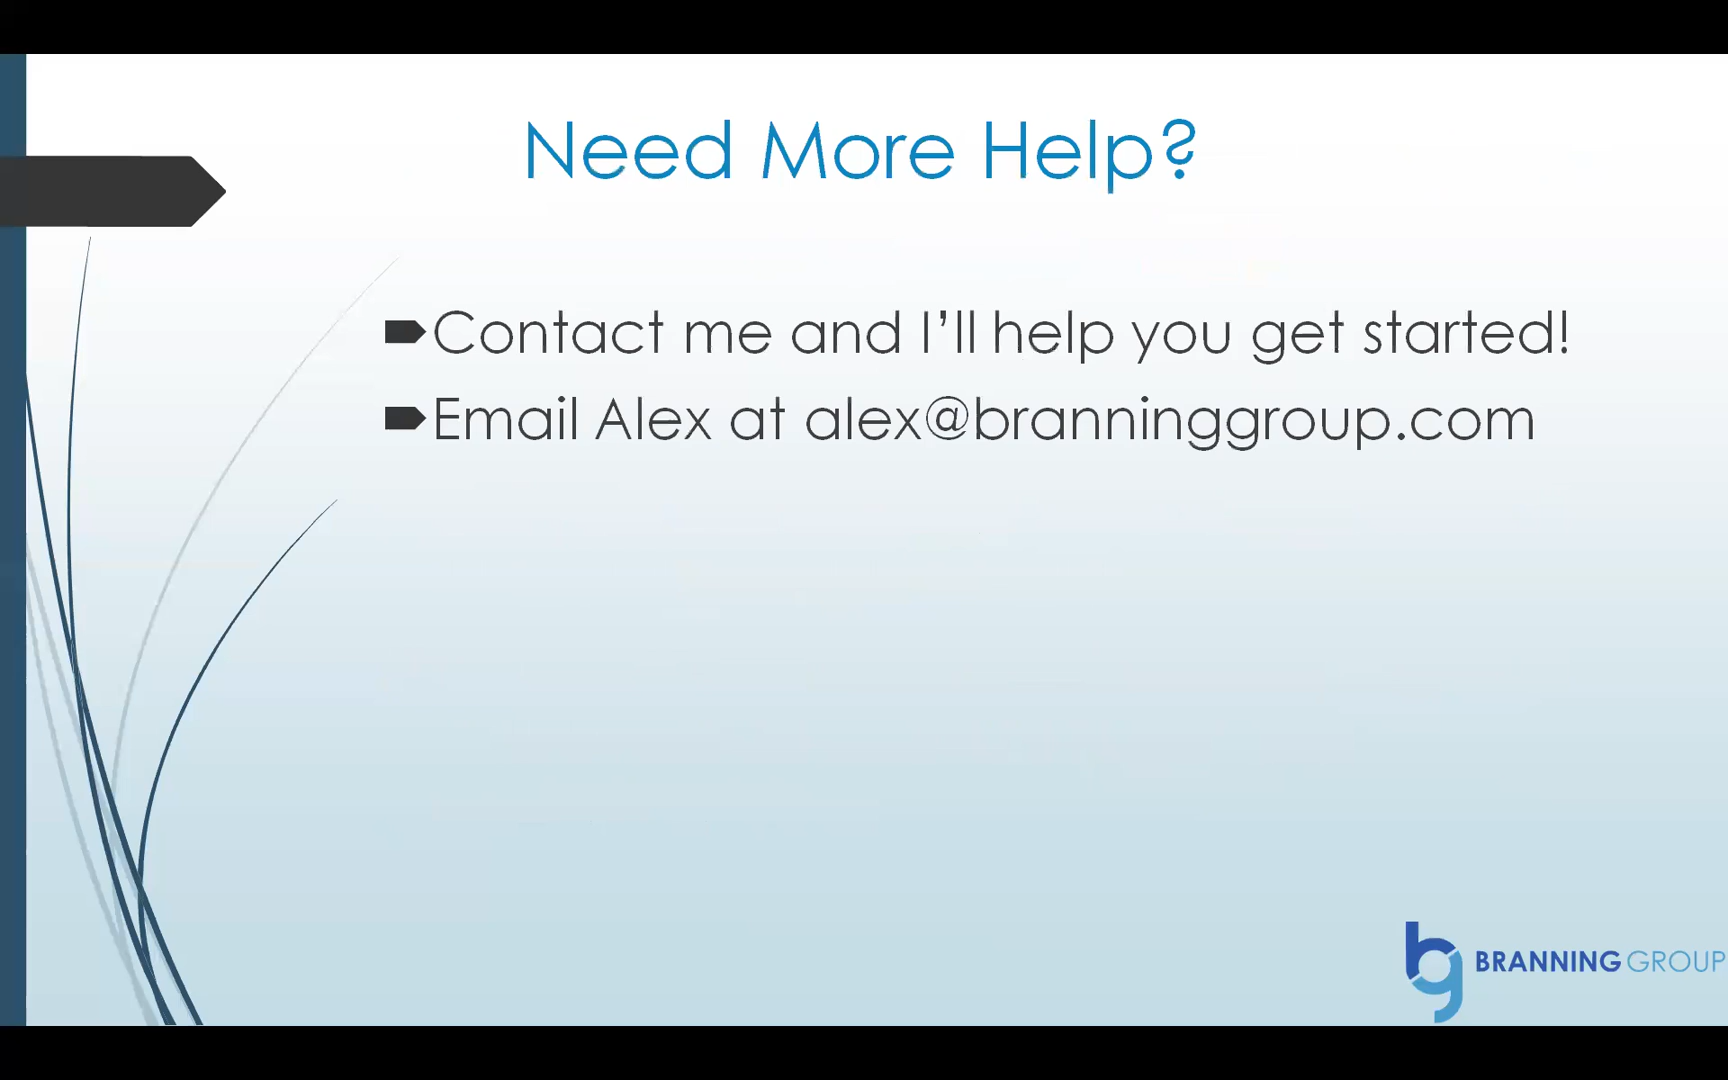 Need More Help?
Contact me and I’ll help you get started!
Email Alex at alex@branninggroup.com
bg BRANNING GROUP